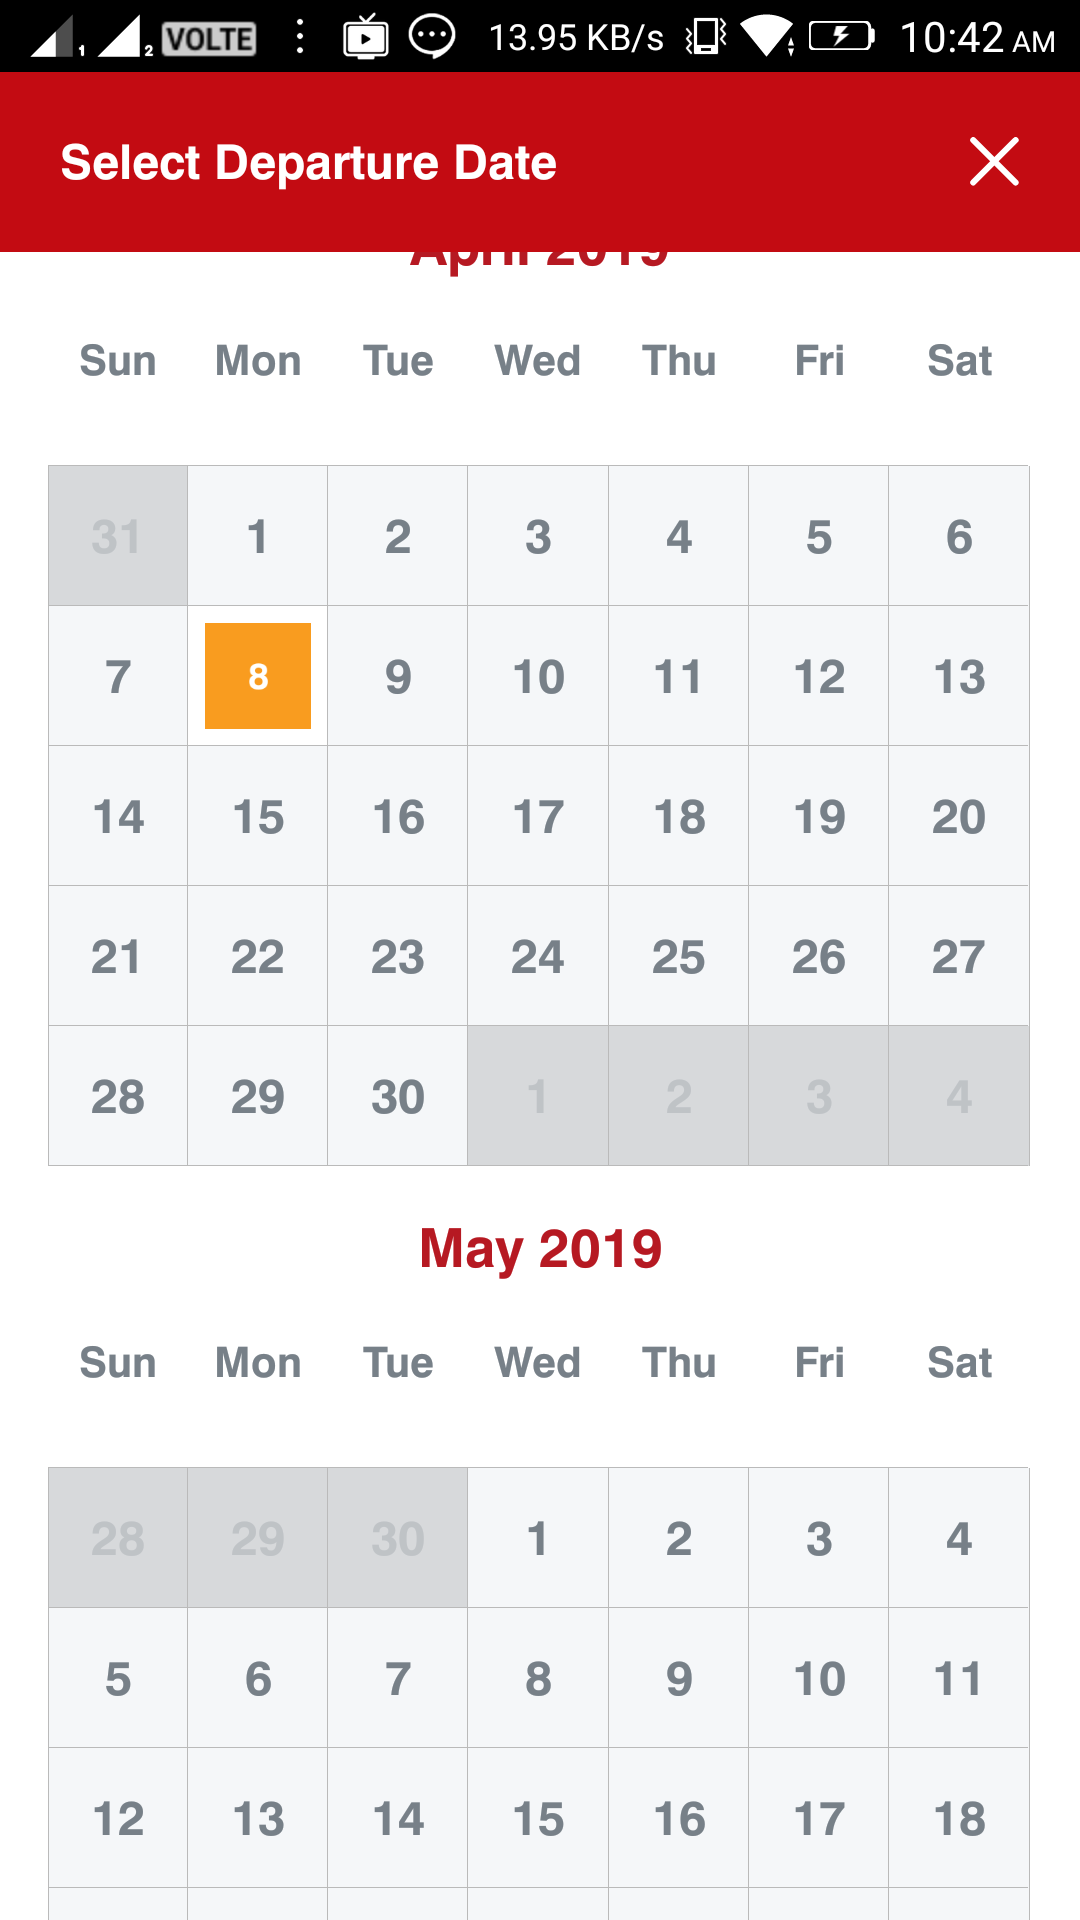 1 2 VOLTE 13.95 KB/s 10:42 AM
Select Departure Date
April 2019
Sun Mon Tue Wed Thu Fri Sat
31 1 2 3 4 5 6
7 8 9 10 11 12 13
14 15 16 17 18 19 20
21 22 23 24 25 26 27
28 29 30 1 2 3 4
May 2019
Sun Mon Tue Wed Thu Fri Sat
28 29 30 1 2 3 4
5 6 7 8 9 10 11
12 13 14 15 16 17 18